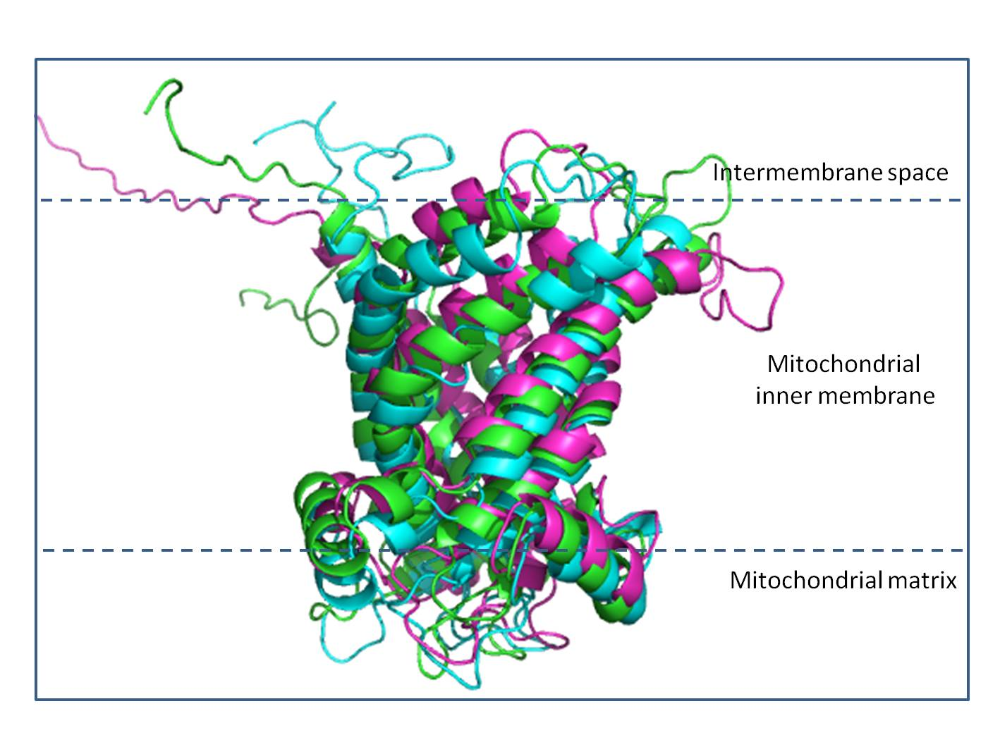 Intermembrane space
Mitochondrial
inner membrane
Mitochondrial matrix